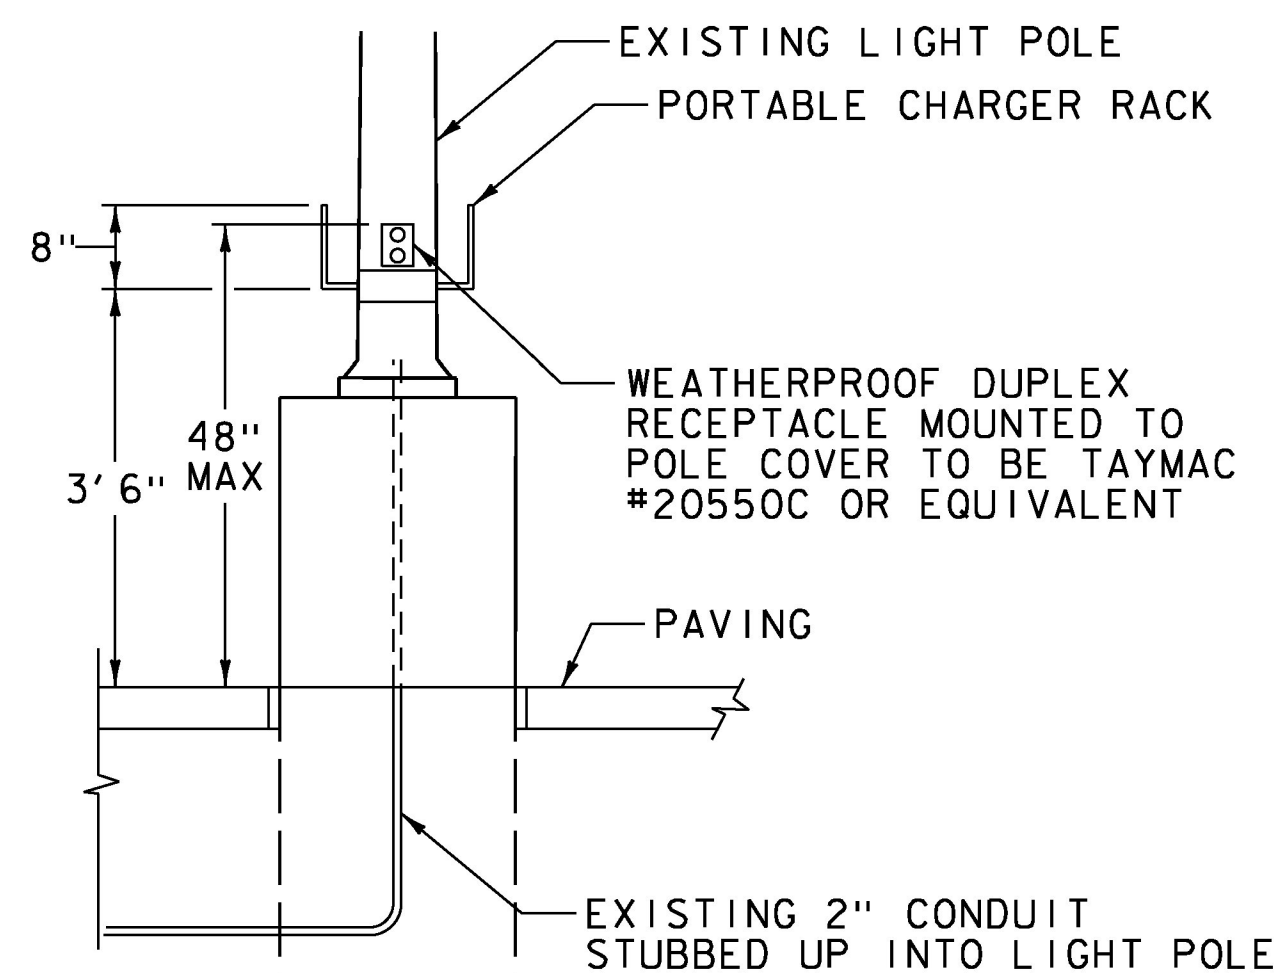 EXISTING LIGHT POLE
PORTABLE CHARGER RACK
8"
48"
MAX
3' 6"
WEATHERPROOF DUPLEX
RECEPTACLE MOUNTED TO
POLE COVER TO BE TAYMAC
#20550C OR EQUIVALENT
PAVING
EXISTING 2" CONDUIT
STUBBED UP INTO LIGHT POLE